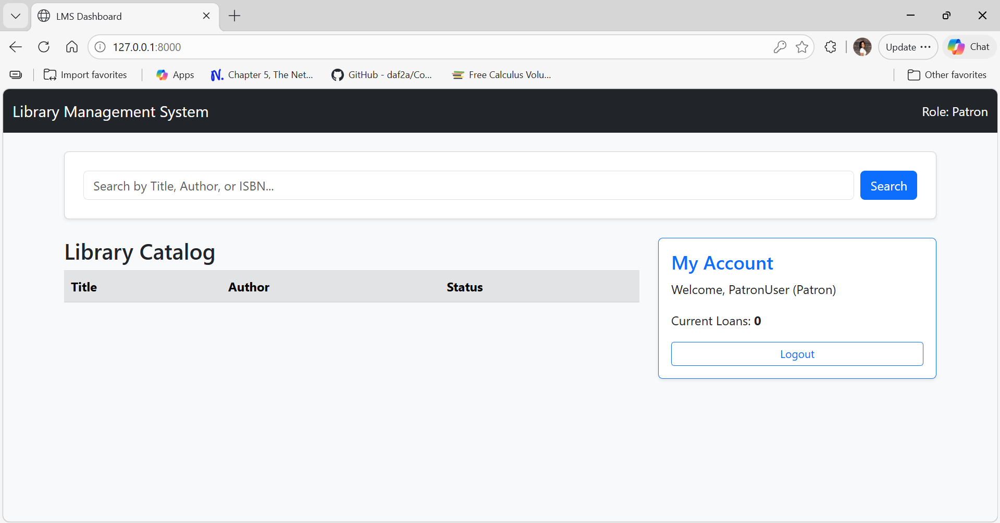 LMS Dashboard
127.0.0.1:8000
Update
Chat
Import favorites
Apps
Chapter 5, The Net...
GitHub - daf2a/Co...
Free Calculus Volu...
Other favorites
Library Management System
Role: Patron
Search by Title, Author, or ISBN...
Search
Library Catalog
Title Author Status
My Account
Welcome, PatronUser (Patron)
Current Loans: 0
Logout